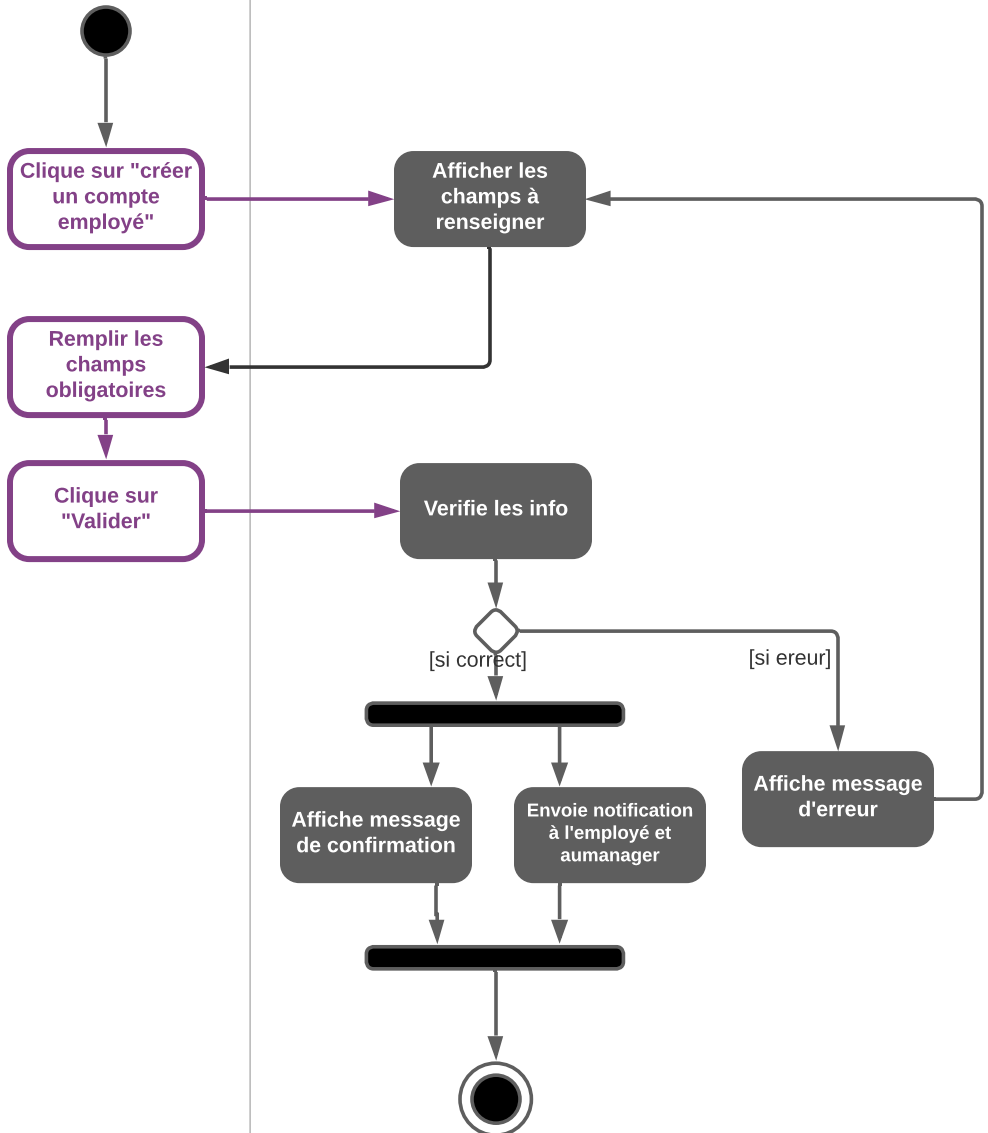 Clique sur "créer
un compte
employé"
Afficher les
champs à
renseigner
Remplir les
champs
obligatoires
Clique sur
"Valider"
Verifie les info
[si correct]
[si ereur]
Affiche message
d'erreur
Affiche message
de confirmation
Envoie notification
à l'employé et
aumanager